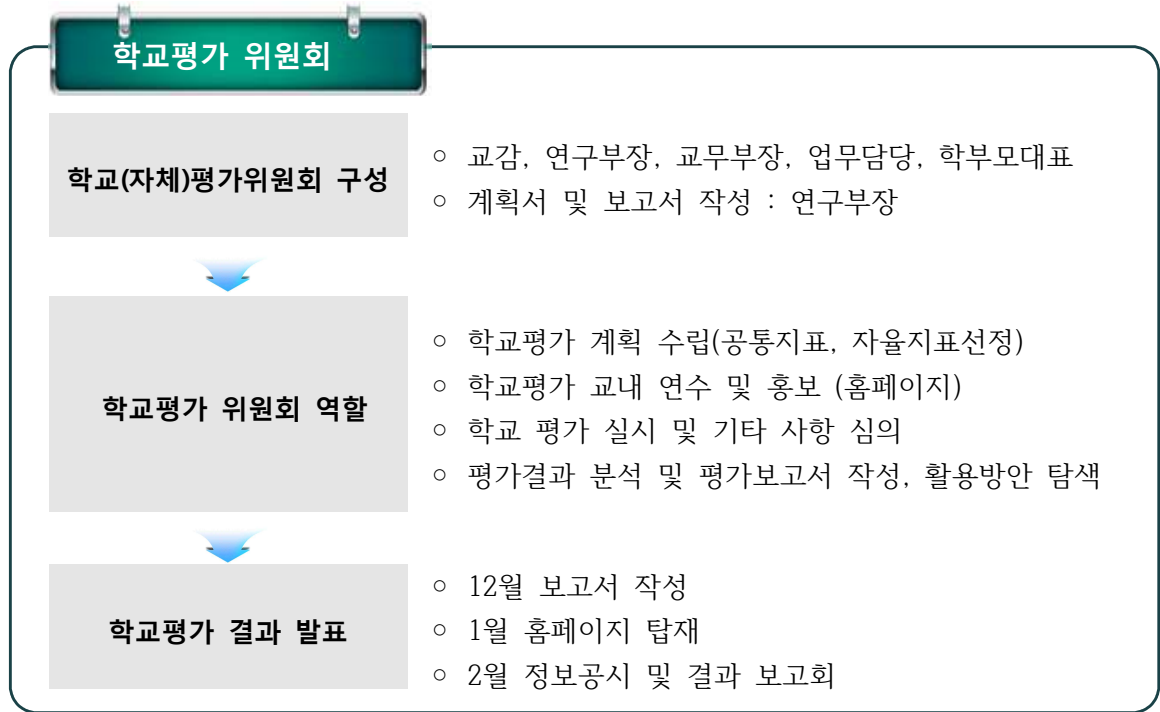 학교평가 위원회
학교(자체)평가위원회 구성
○ 교감, 연구부장, 교무부장, 업무담당, 학부모대표
○ 계획서 및 보고서 작성 : 연구부장
학교평가 위원회 역할
○ 학교평가 계획 수립(공통지표, 자율지표선정)
○ 학교평가 교내 연수 및 홍보 (홈페이지)
○ 학교 평가 실시 및 기타 사항 심의
○ 평가결과 분석 및 평가보고서 작성, 활용방안 탐색
학교평가 결과 발표
○ 12월 보고서 작성
○ 1월 홈페이지 탑재
○ 2월 정보공시 및 결과 보고회